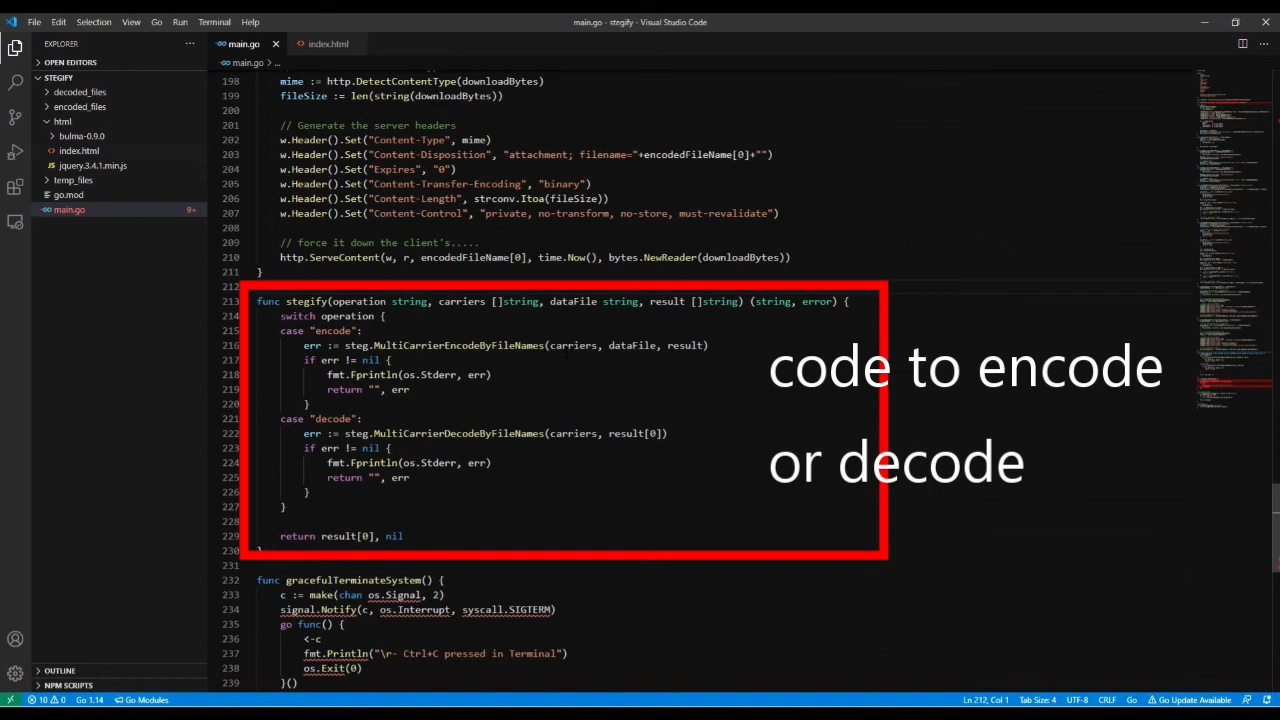 File Edit Selection View Go Run Terminal Help
main.go - stegify - Visual Studio Code
EXPLORER
main.go
index.html
OPEN EDITORS
main.go > ...
STEGIFY
decoded_files
encoded_files
html
bulma-0.9.0
index.html
jquery.3.4.1.min.js
temp_files
go.mod
main.go 9+
198 mime := http.DetectContentType(downloadBytes)
199 fileSize := len(string(downloadBytes))
200
201 // Generate the server headers
202 w.Header().Set("Content-Type", mime)
203 w.Header().Set("Content-Disposition", "attachment; filename="+encodedFileName[0]+"")
204 w.Header().Set("Expires", "0")
205 w.Header().Set("Content-Transfer-Encoding", "binary")
206 w.Header().Set("Content-Length", strconv.Itoa(fileSize))
207 w.Header().Set("Content-Control", "private, no-transform, no-store, must-revalidate")
208
209 // force it down the client's.....
210 http.ServeContent(w, r, encodedFileName[0], time.Now(), bytes.NewReader(downloadBytes))
211 }
212
213 func stegify(operation string, carriers []string, dataFile string, result []string) (string, error) {
214 switch operation {
215 case "encode":
216 err := steg.MultiCarrierEncodeByFileNames(carriers, dataFile, result)
217 if err != nil {
218 fmt.Fprintln(os.Stderr, err)
219 return "", err
220 }
221 case "decode":
222 err := steg.MultiCarrierDecodeByFileNames(carriers, result[0])
223 if err != nil {
224 fmt.Fprintln(os.Stderr, err)
225 return "", err
226 }
227 }
228
229 return result[0], nil
230 }
231
232 func gracefulTerminateSystem() {
233 c := make(chan os.Signal, 2)
234 signal.Notify(c, os.Interrupt, syscall.SIGTERM)
235 go func() {
236 <-c
237 fmt.Println("\r- Ctrl+C pressed in Terminal")
238 os.Exit(0)
239 }()
code to encode
or decode
OUTLINE
NPM SCRIPTS
10 0 Go 1.14 Go Modules
Ln 212, Col 1 Tab Size: 4 UTF-8 CRLF Go Go Update Available